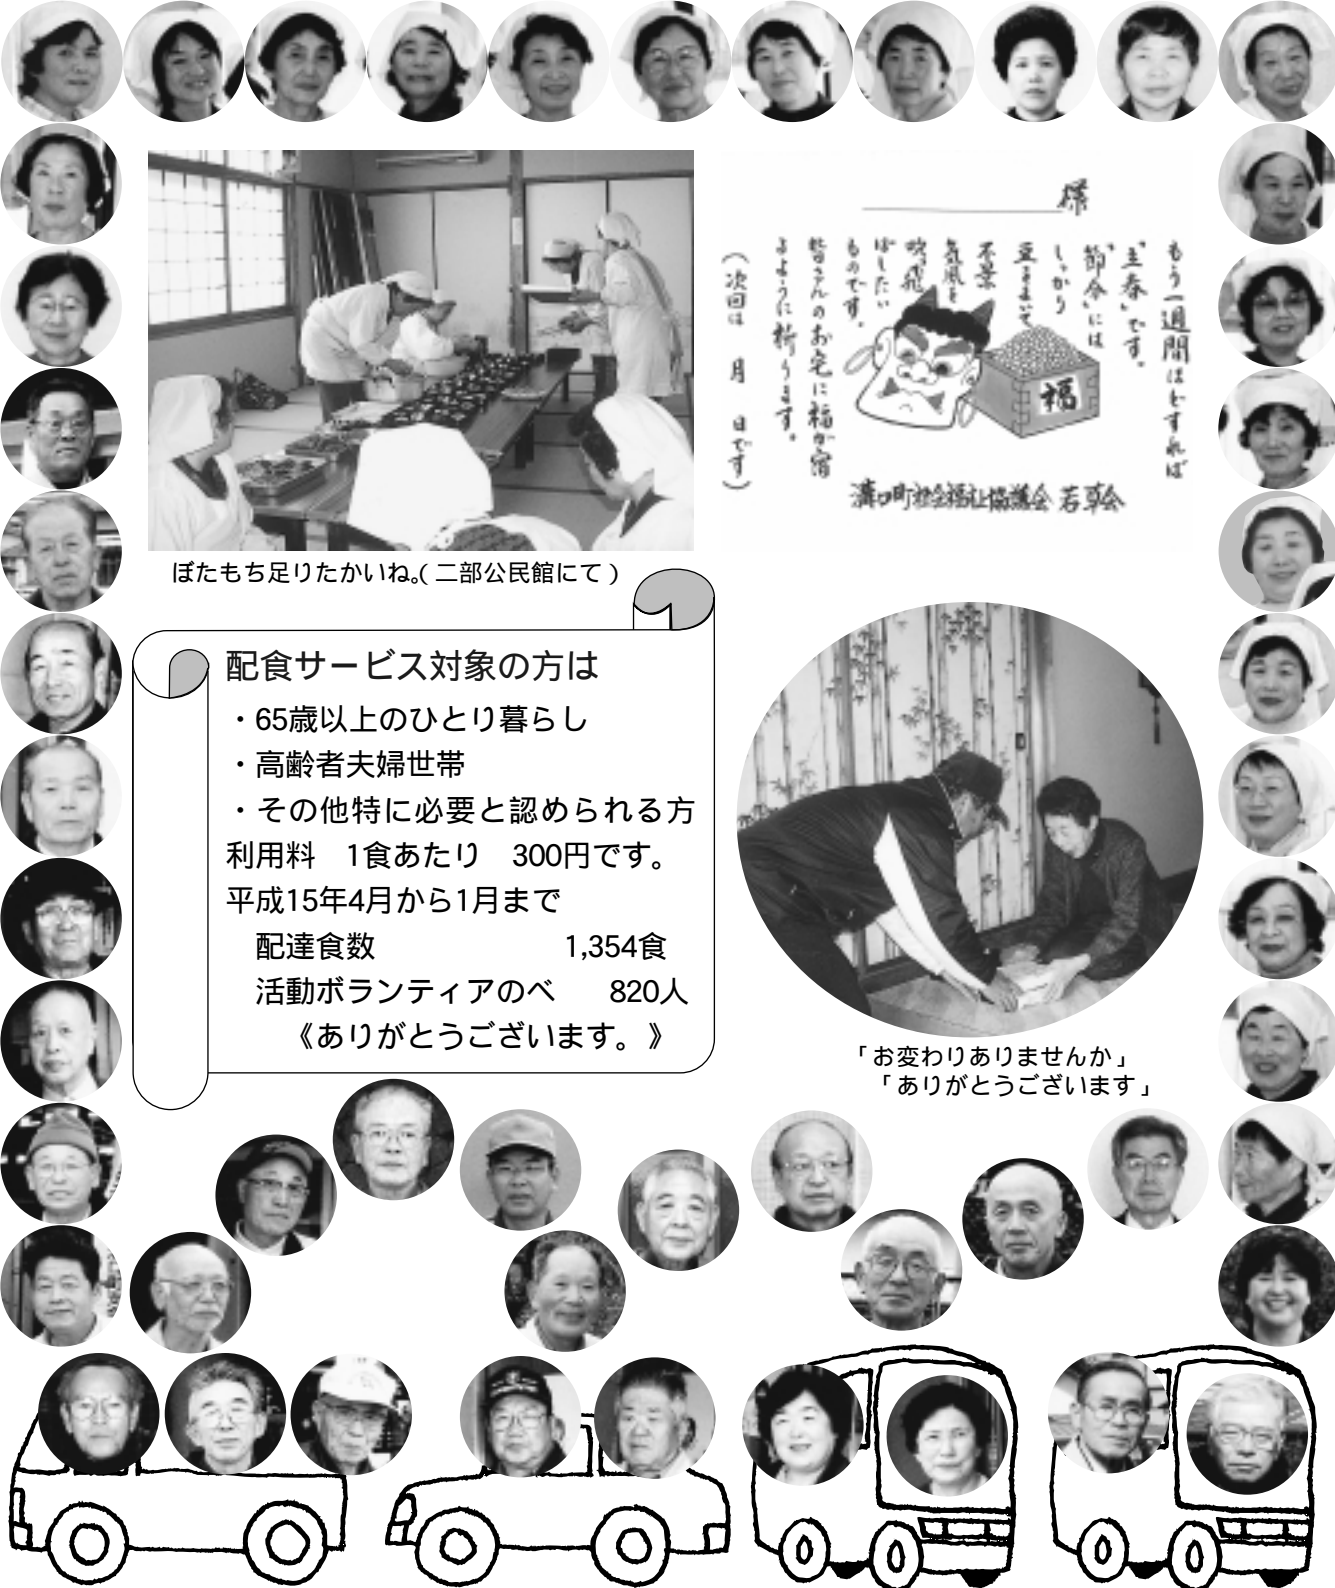 様
もう一週間ほどすれば
"立春"です。
"節分"には
しっかり
豆をまいて
不景
気風を
吹き飛
ばしたい
ものです。
皆さんのお宅に福が宿
るように祈ります。
(次回は 月 日です)
福
溝口町社会福祉協議会 若草会
ぼたもち足りたかいね。(二部公民館にて)
配食サービス対象の方は
・65歳以上のひとり暮らし
・高齢者夫婦世帯
・その他特に必要と認められる方
利用料 1食あたり 300円です。
平成15年4月から1月まで
配達食数 1,354食
活動ボランティアのべ 820人
《ありがとうございます。》
「お変わりありませんか」
「ありがとうございます」